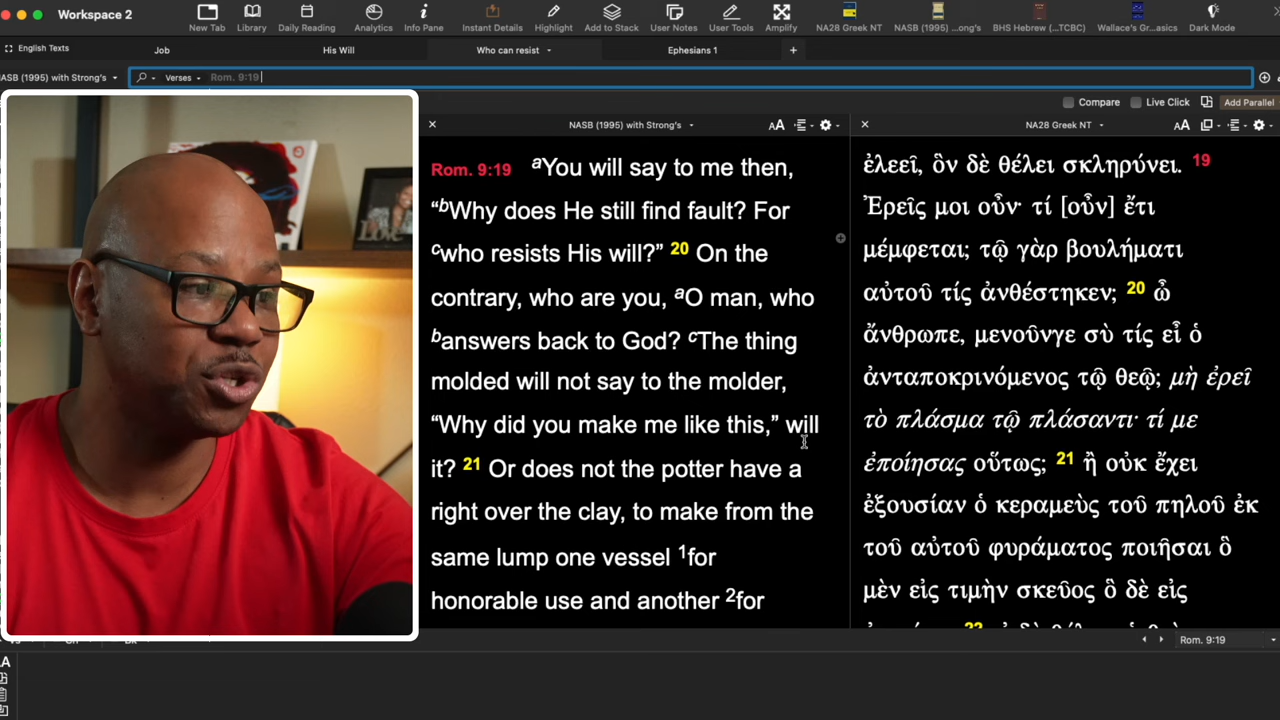 Workspace 2
New Tab
Library
Daily Reading
Analytics
Info Pane
Instant Details
Highlight
Add to Stack
User Notes
User Tools
Amplify
NA28 Greek NT
NASB (1995) ...ong's
BHS Hebrew (...TCBC)
Wallace's Gr...asics
Dark Mode
English Texts
Job
His Will
Who can resist
Ephesians 1
+
NASB (1995) with Strong's
Verses
Rom. 9:19
Compare
Live Click
Add Parallel
NASB (1995) with Strong's
AA
Rom. 9:19 aYou will say to me then,
“bWhy does He still find fault? For
cwho resists His will?” 20 On the
contrary, who are you, aO man, who
banswers back to God? cThe thing
molded will not say to the molder,
“Why did you make me like this,” will
it? 21 Or does not the potter have a
right over the clay, to make from the
same lump one vessel 1for
honorable use and another 2for
NA28 Greek NT
AA
ἐλεεῖ, ὃν δὲ θέλει σκληρύνει. 19
Ἐρεῖς μοι οὖν· τί [οὖν] ἔτι
μέμφεται; τῷ γὰρ βουλήματι
αὐτοῦ τίς ἀνθέστηκεν; 20 ὦ
ἄνθρωπε, μενοῦνγε σὺ τίς εἶ ὁ
ἀνταποκρινόμενος τῷ θεῷ; μὴ ἐρεῖ
τὸ πλάσμα τῷ πλάσαντι· τί με
ἐποίησας οὕτως; 21 ἢ οὐκ ἔχει
ἐξουσίαν ὁ κεραμεὺς τοῦ πηλοῦ ἐκ
τοῦ αὐτοῦ φυράματος ποιῆσαι ὃ
μὲν εἰς τιμὴν σκεῦος ὃ δὲ εἰς
Rom. 9:19